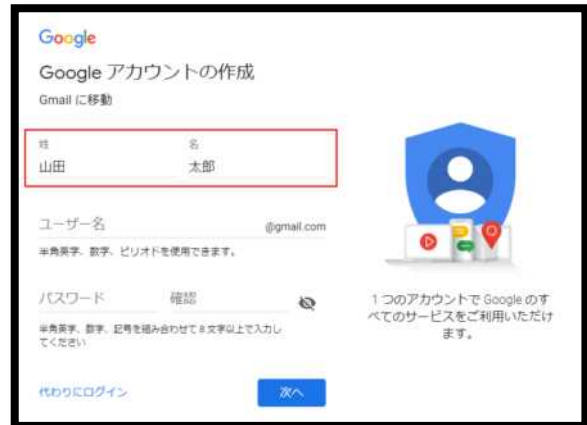 Google
Google アカウントの作成
Gmail に移動
姓 名
山田 太郎
ユーザー名 @gmail.com
半角英字、数字、ピリオドを使用できます。
パスワード 確認
半角英字、数字、記号を組み合わせて 8 文字以上で入力し
てください
1 つのアカウントで Google のす
べてのサービスをご利用いただけ
ます。
代わりにログイン 次へ